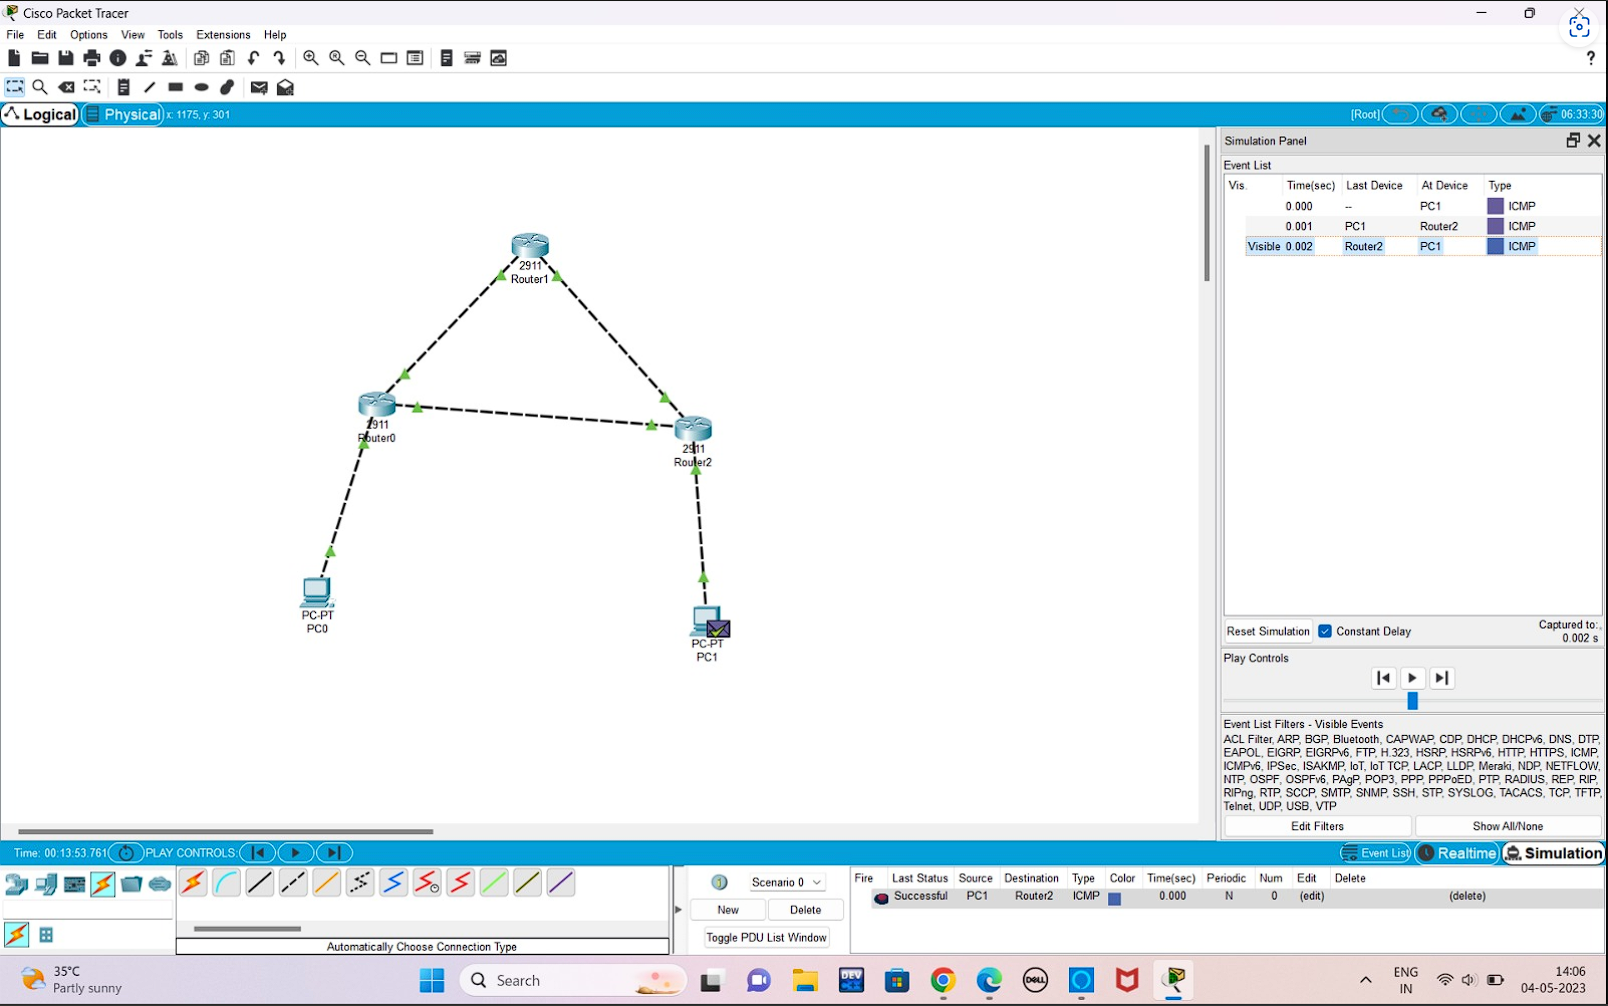 Cisco Packet Tracer
File Edit Options View Tools Extensions Help
?
Logical Physical x: 1175, y: 301 [Root] 06:33:30
Simulation Panel
Event List
Vis. Time(sec) Last Device At Device Type
0.000 -- PC1 ICMP
0.001 PC1 Router2 ICMP
Visible 0.002 Router2 PC1 ICMP
2911
Router1
2911
Router0
2911
Router2
PC-PT
PC0
PC-PT
PC1
Reset Simulation Constant Delay Captured to:
0.002 s
Play Controls
Event List Filters - Visible Events
ACL Filter, ARP, BGP, Bluetooth, CAPWAP, CDP, DHCP, DHCPv6, DNS, DTP,
EAPOL, EIGRP, EIGRPv6, FTP, H.323, HSRP, HSRPv6, HTTP, HTTPS, ICMP,
ICMPv6, IPSec, ISAKMP, IoT, IoT TCP, LACP, LLDP, Meraki, NDP, NETFLOW,
NTP, OSPF, OSPFv6, PAgP, POP3, PPP, PPPoED, PTP, RADIUS, REP, RIP,
RIPng, RTP, SCCP, SMTP, SNMP, SSH, STP, SYSLOG, TACACS, TCP, TFTP,
Telnet, UDP, USB, VTP
Edit Filters Show All/None
Time: 00:13:53.761 PLAY CONTROLS: Event List Realtime Simulation
Scenario 0
New Delete
Toggle PDU List Window
Fire Last Status Source Destination Type Color Time(sec) Periodic Num Edit Delete
Successful PC1 Router2 ICMP 0.000 N 0 (edit) (delete)
Automatically Choose Connection Type
35°C
Partly sunny
Search
DEV
DELL
ENG
IN
14:06
04-05-2023